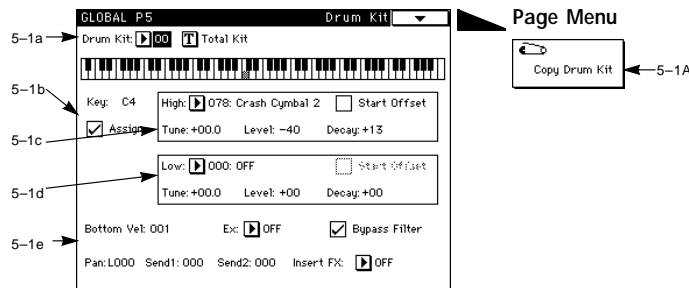 GLOBAL P5 Drum Kit
Page Menu
5–1a
Drum Kit: 00 T Total Kit
Copy Drum Kit
5–1A
5–1b
Key: C4
High: 078: Crash Cymbal 2 Start Offset
Assign
Tune: +00.0 Level: -40 Decay: +13
5–1c
Low: 000: OFF Start Offset
5–1d
Tune: +00.0 Level: +00 Decay: +00
Bottom Vel: 001 Ex: OFF Bypass Filter
5–1e
Pan: L000 Send1: 000 Send2: 000 Insert FX: OFF